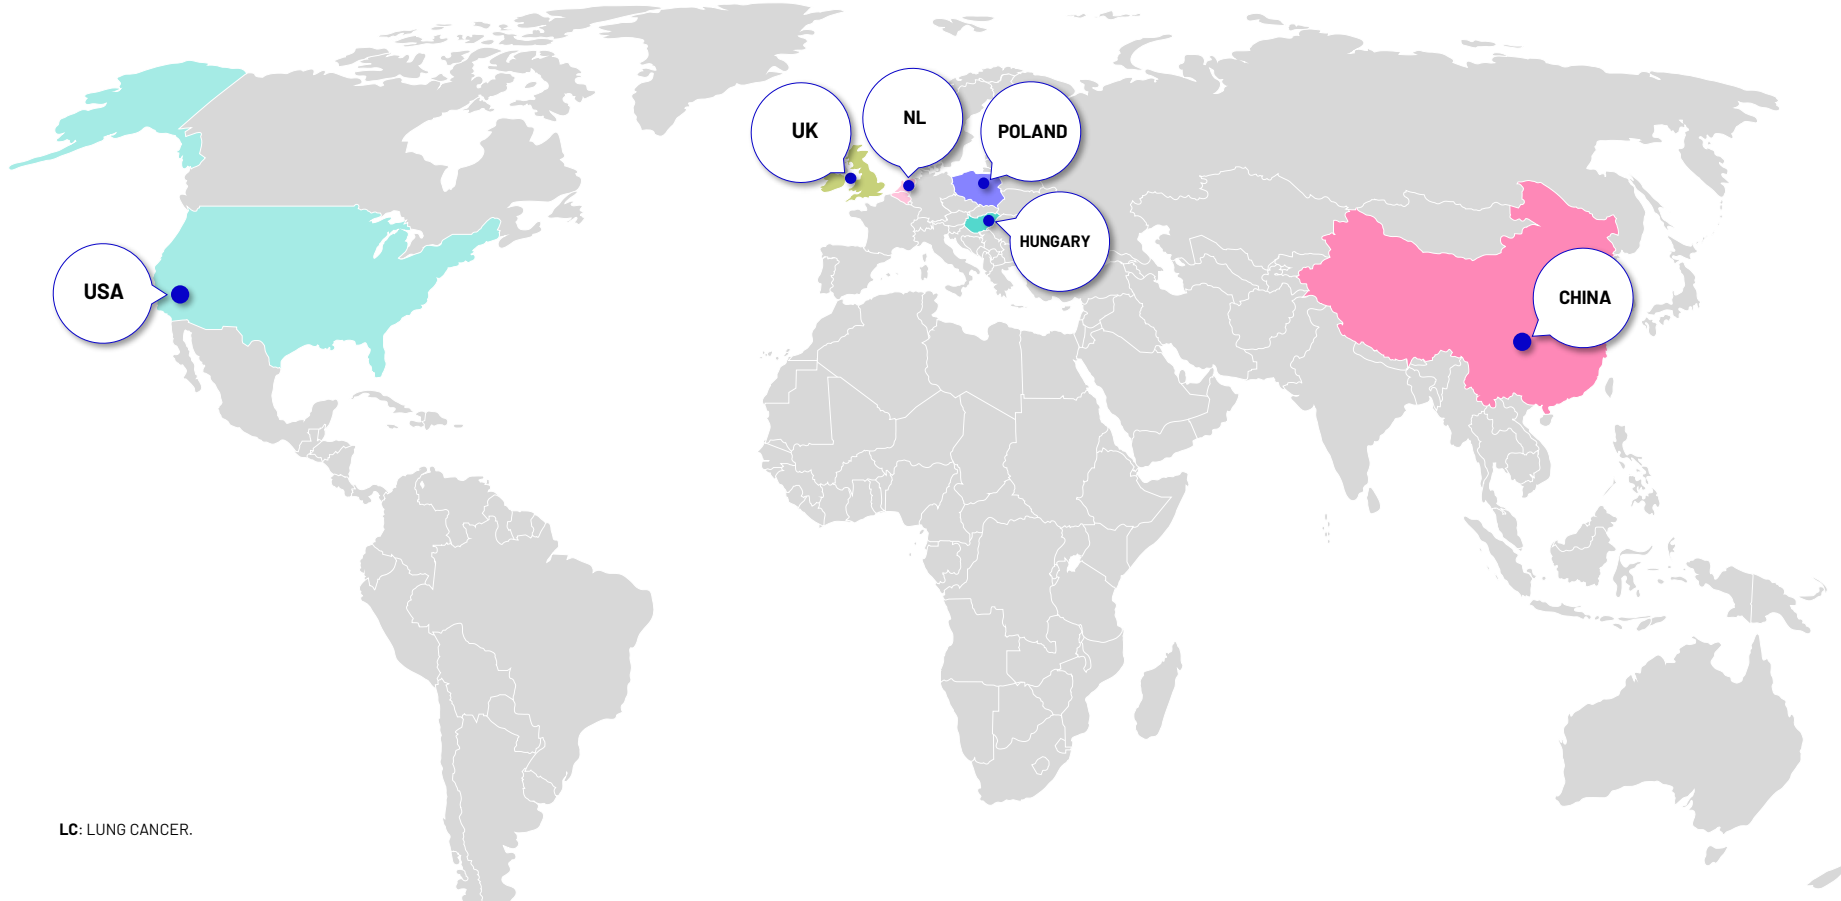 UK
NL
POLAND
HUNGARY
USA
CHINA
LC: LUNG CANCER.